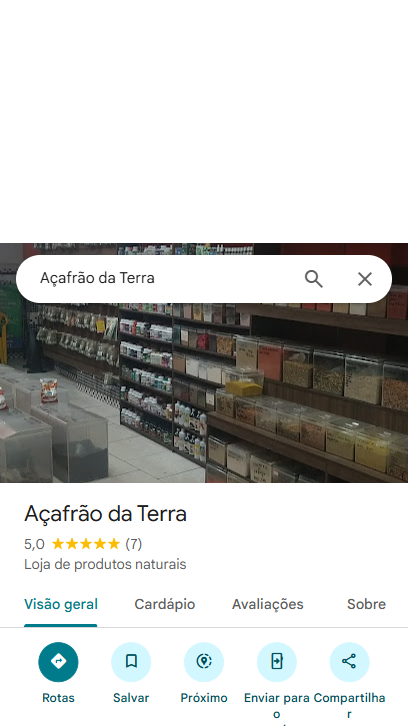 Açafrão da Terra
Açafrão da Terra
5,0 (7)
Loja de produtos naturais
Visão geral Cardápio Avaliações Sobre
Rotas Salvar Próximo Enviar para o Compartilhar